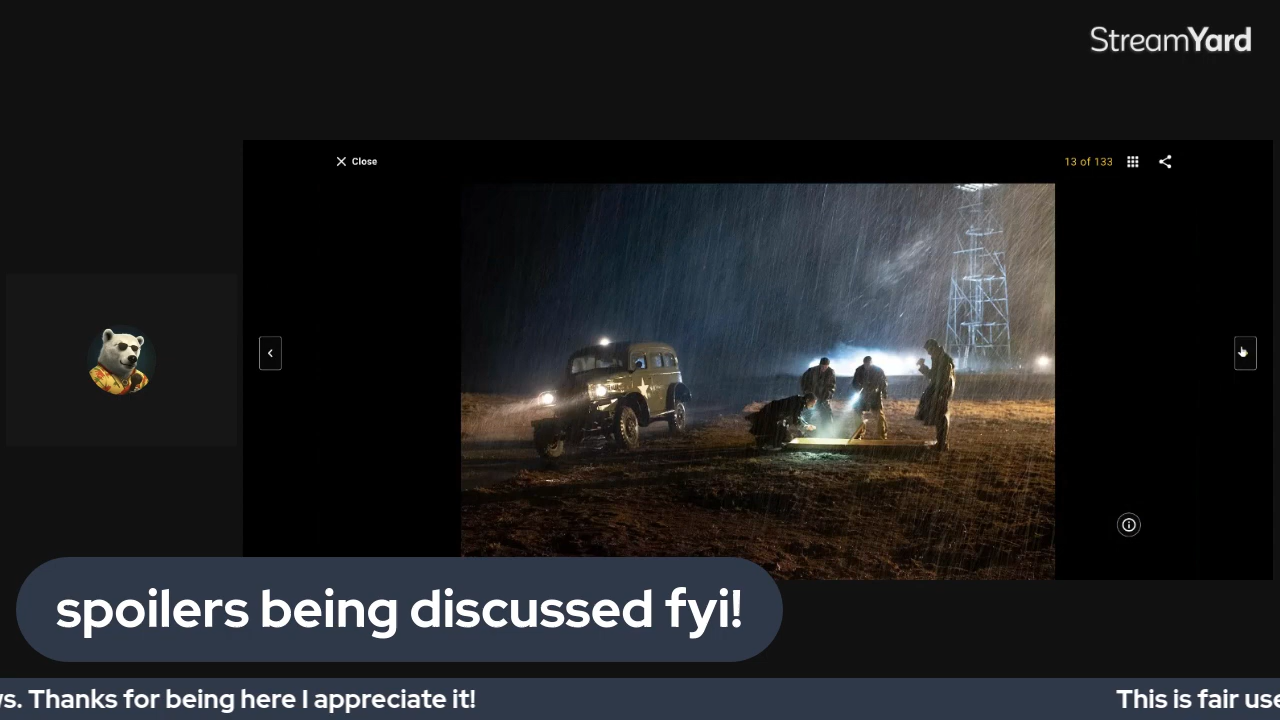 StreamYard
Close
13 of 133
spoilers being discussed fyi!
ws. Thanks for being here I appreciate it!
This is fair use